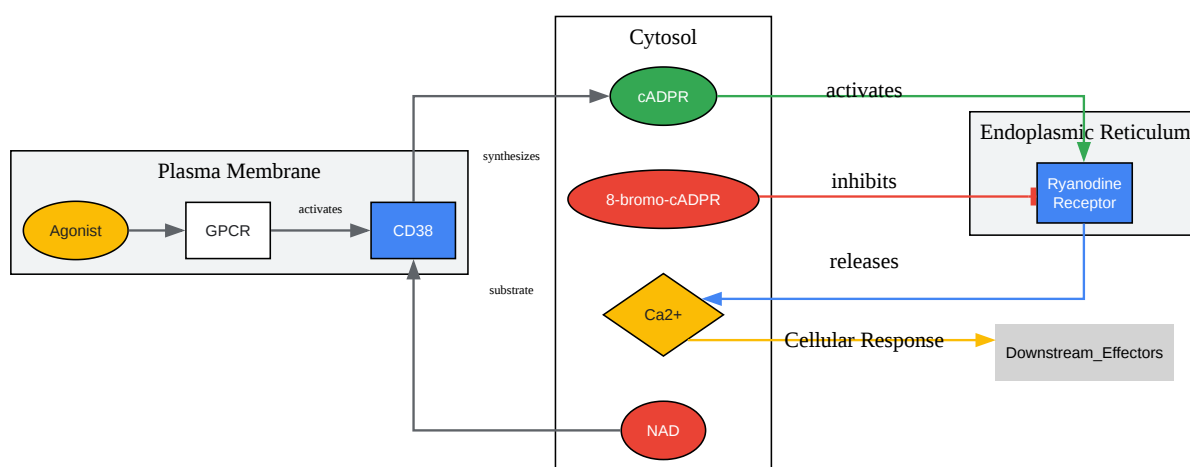 Cytosol
cADPR
activates
Endoplasmic Reticulum
synthesizes
Plasma Membrane
8-bromo-cADPR
inhibits
Ryanodine
Receptor
Agonist
GPCR
activates
CD38
releases
substrate
Ca2+
Cellular Response
Downstream_Effectors
NAD